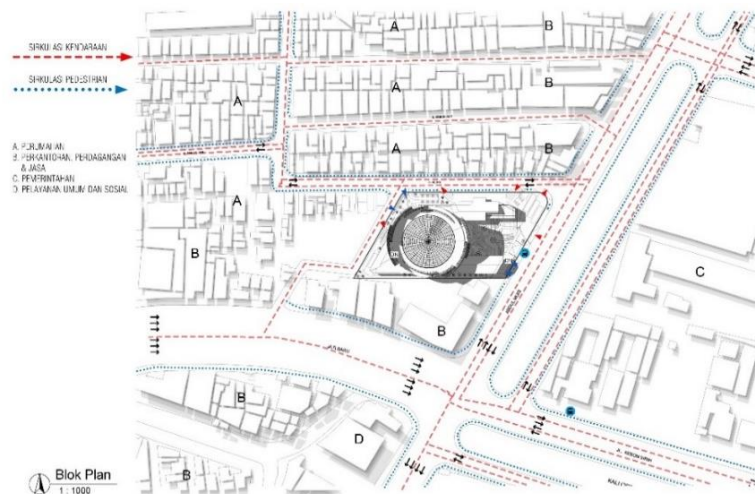 SIRKULASI KENDARAAN
SIRKULASI PEDESTRIAN
A. PERUMAHAN
B. PERKANTORAN, PERDAGANGAN
& JASA
C. PEMERINTAHAN
D. PELAYANAN UMUM DAN SOSIAL
A
B
A
B
A
A
B
A
B
C
B
B
D
B
Blok Plan
1 : 1000